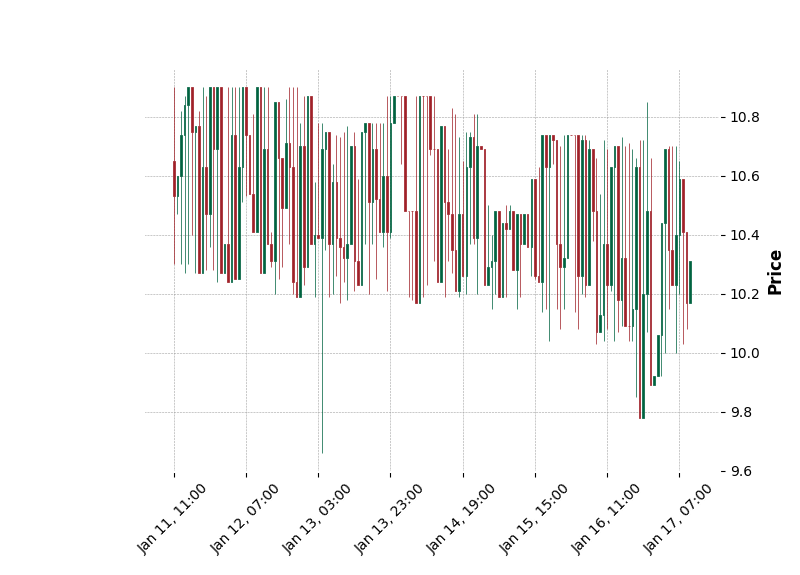 10.8
10.6
10.4
10.2
10.0
9.8
9.6
Price
Jan 11, 11:00
Jan 12, 07:00
Jan 13, 03:00
Jan 13, 23:00
Jan 14, 19:00
Jan 15, 15:00
Jan 16, 11:00
Jan 17, 07:00